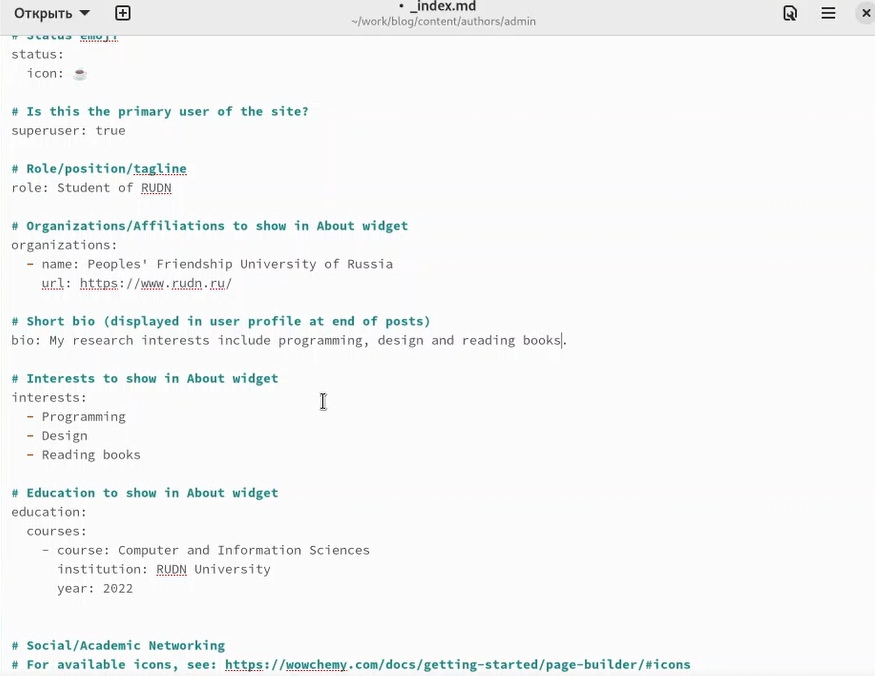 Открыть
• _index.md
~/work/blog/content/authors/admin
# Status emoji
status:
  icon: ☕
# Is this the primary user of the site?
superuser: true
# Role/position/tagline
role: Student of RUDN
# Organizations/Affiliations to show in About widget
organizations:
  - name: Peoples' Friendship University of Russia
    url: https://www.rudn.ru/
# Short bio (displayed in user profile at end of posts)
bio: My research interests include programming, design and reading books.
# Interests to show in About widget
interests:
  - Programming
  - Design
  - Reading books
# Education to show in About widget
education:
  courses:
    - course: Computer and Information Sciences
      institution: RUDN University
      year: 2022
# Social/Academic Networking
# For available icons, see: https://wowchemy.com/docs/getting-started/page-builder/#icons